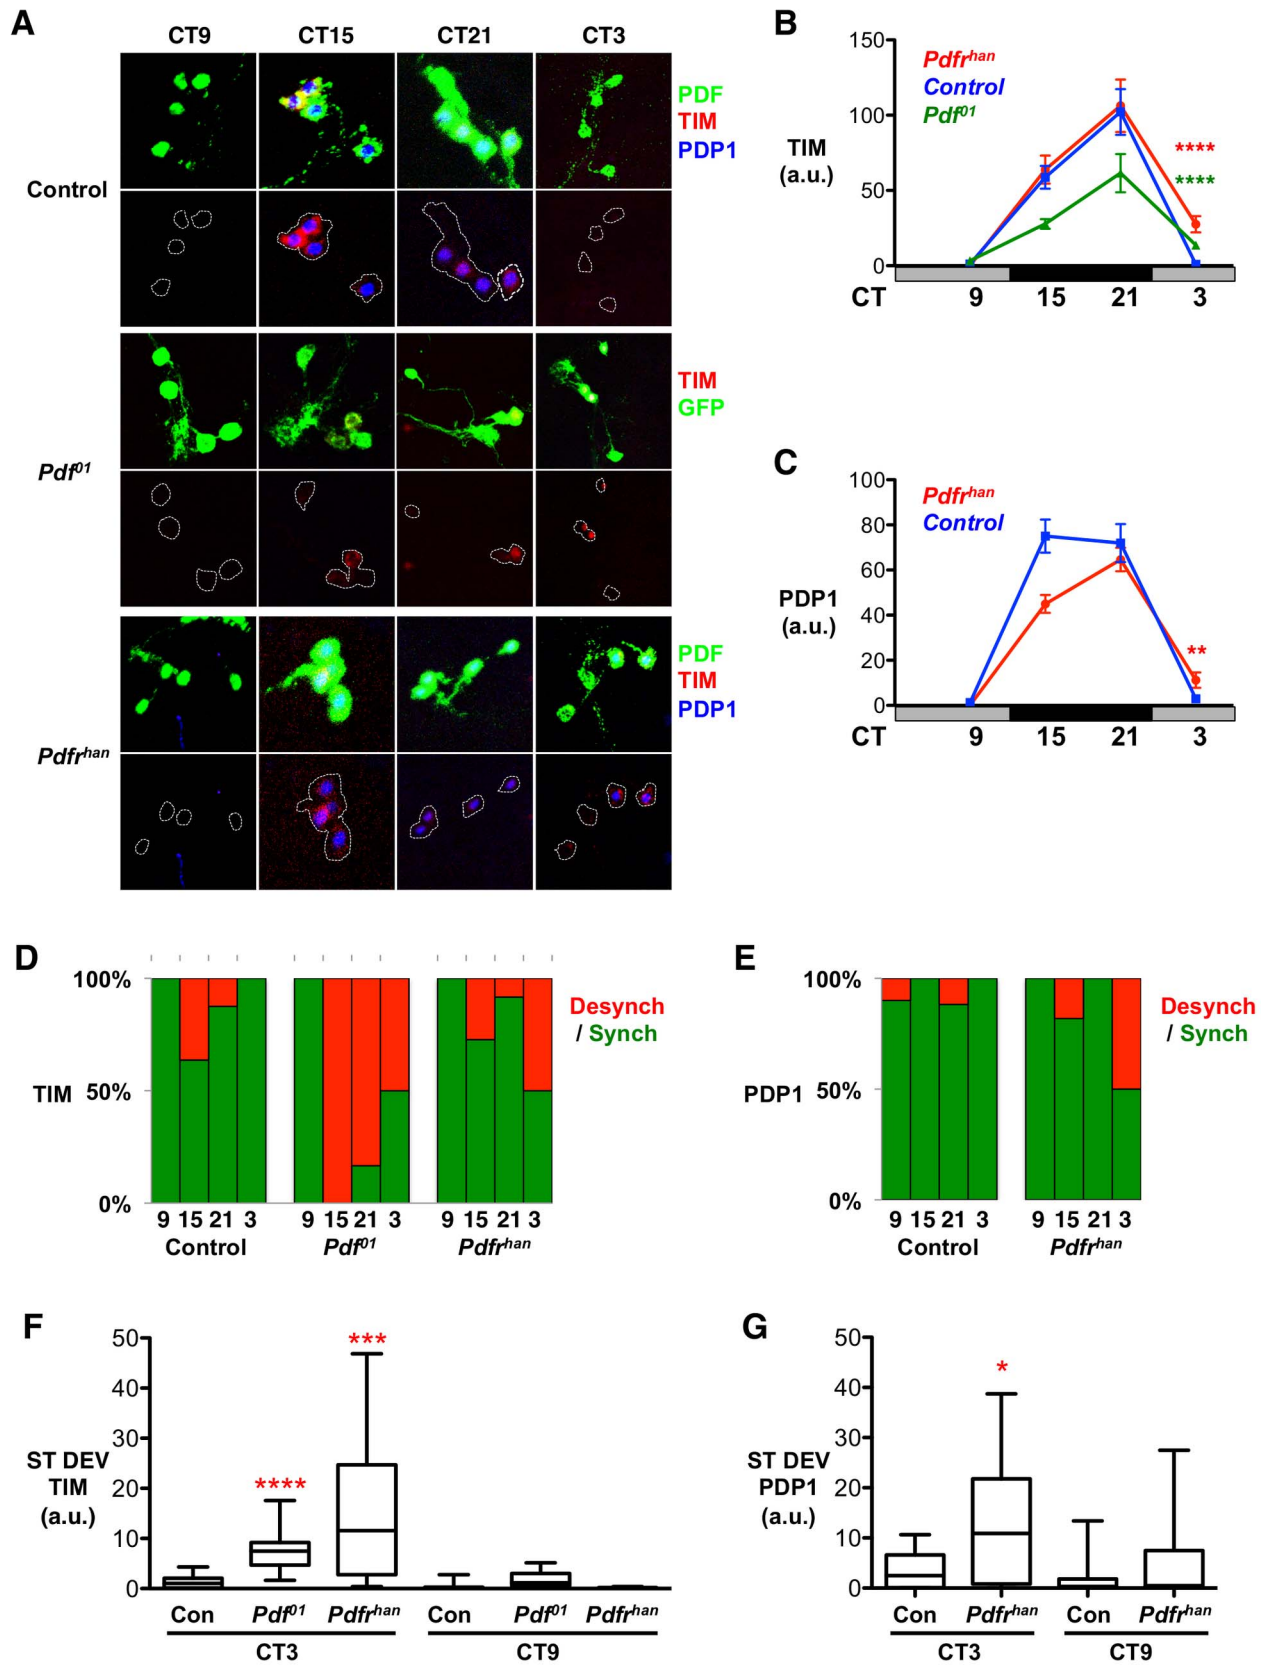 A
CT9 CT15 CT21 CT3
Control
PDF
TIM
PDP1
Pdf01
TIM
GFP
Pdfrhan
PDF
TIM
PDP1
B
150
100
50
0
TIM
(a.u.)
Pdfrhan
Control
Pdf01
****
****
CT 9 15 21 3
C
100
80
60
40
20
0
PDP1
(a.u.)
Pdfrhan
Control
**
CT 9 15 21 3
D
100%
50%
0%
TIM
Desynch
/ Synch
9 15 21 3 9 15 21 3 9 15 21 3
Control Pdf01 Pdfrhan
E
100%
50%
0%
PDP1
Desynch
/ Synch
9 15 21 3 9 15 21 3
Control Pdfrhan
F
50
40
30
20
10
0
ST DEV
TIM
(a.u.)
****
***
Con Pdf01 Pdfrhan Con Pdf01 Pdfrhan
CT3 CT9
G
50
40
30
20
10
0
ST DEV
PDP1
(a.u.)
*
Con Pdfrhan Con Pdfrhan
CT3 CT9